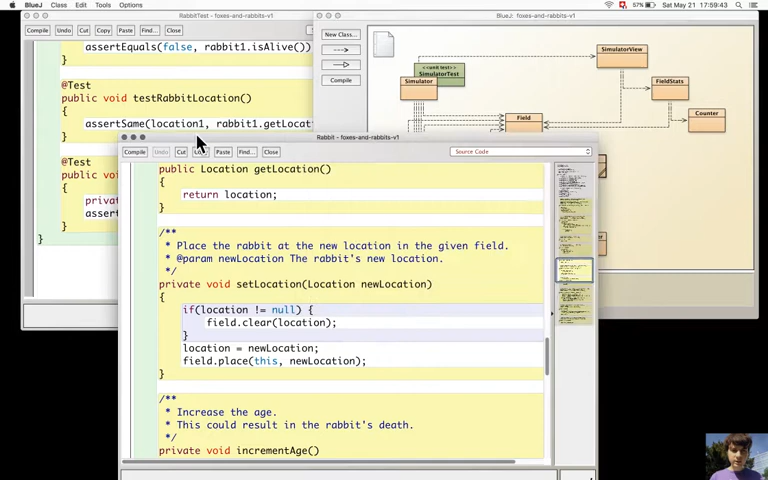 BlueJ Class Edit Tools Options
57% Sat May 21 17:59:43
RabbitTest - foxes-and-rabbits-v1
Compile Undo Cut Copy Paste Find... Close
assertEquals(false, rabbit1.isAlive())
}
@Test
public void testRabbitLocation()
{
assertSame(location1, rabbit1.getLocat
}
@Test
public void
{
private
assert
}
}
BlueJ: foxes-and-rabbits-v1
New Class...
Compile
<<unit test>>
SimulatorTest
Simulator
SimulatorView
FieldStats
Counter
Field
Rabbit - foxes-and-rabbits-v1
Compile Undo Cut Paste Find... Close
Source Code
public Location getLocation()
{
return location;
}
/**
* Place the rabbit at the new location in the given field.
* @param newLocation The rabbit's new location.
*/
private void setLocation(Location newLocation)
{
if(location != null) {
field.clear(location);
}
location = newLocation;
field.place(this, newLocation);
}
/**
* Increase the age.
* This could result in the rabbit's death.
*/
private void incrementAge()